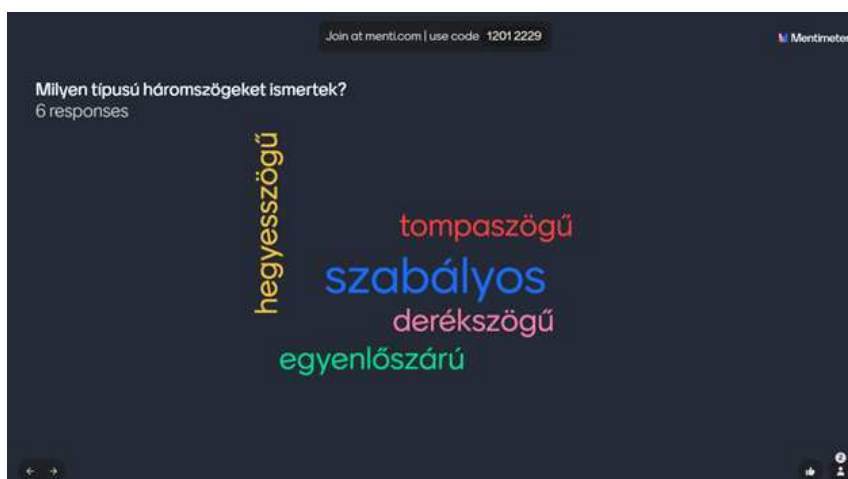 Join at menti.com | use code 1201 2229
Mentimeter
Milyen típusú háromszögeket ismertek?
6 responses
hegyesszögű
tompaszögű
szabályos
derékszögű
egyenlőszárú
2